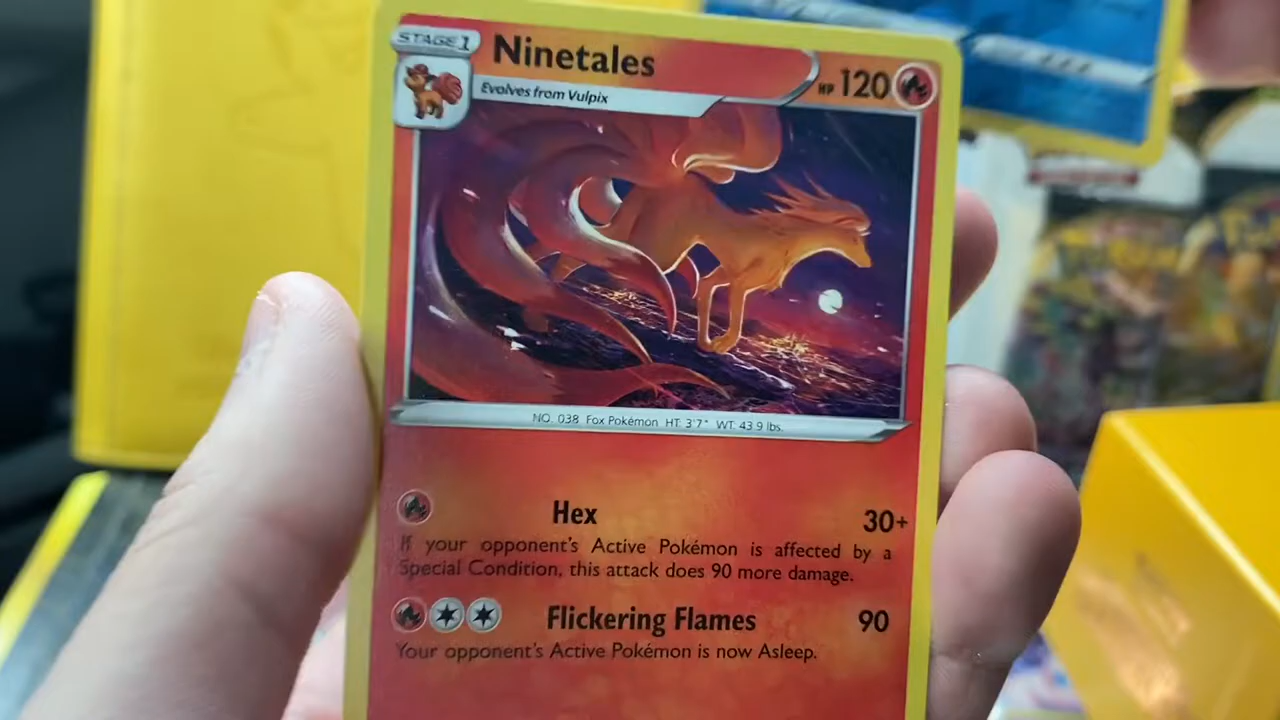 STAGE 1
Ninetales
HP 120
Evolves from Vulpix
NO. 038 Fox Pokémon HT: 3'7" WT: 43.9 lbs.
Hex 30+
If your opponent's Active Pokémon is affected by a
Special Condition, this attack does 90 more damage.
Flickering Flames 90
Your opponent's Active Pokémon is now Asleep.